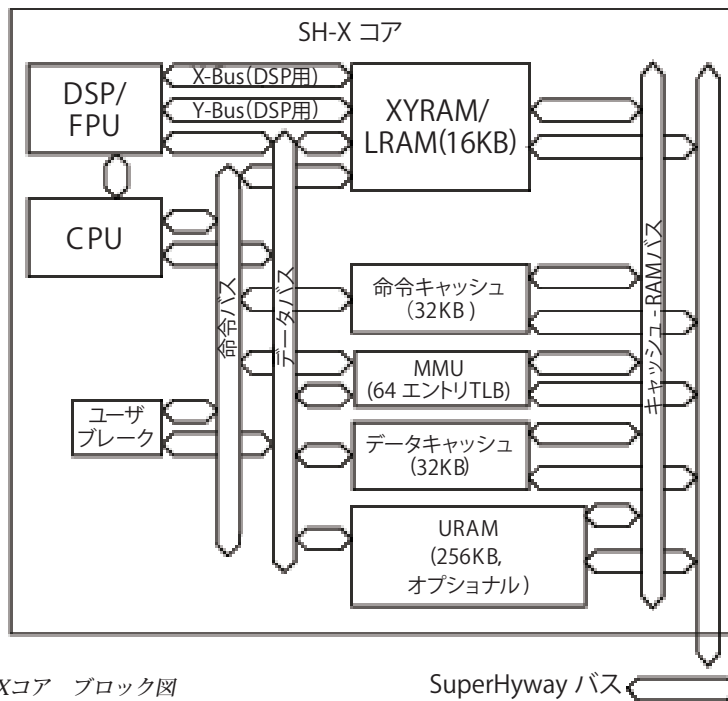 SH-X コア
DSP/
FPU
X-Bus(DSP用)
Y-Bus(DSP用)
XYRAM/
LRAM(16KB)
CPU
命令バス
データバス
キャッシュ-RAMバス
命令キャッシュ
(32KB )
MMU
(64 エントリTLB)
ユーザ
ブレーク
データキャッシュ
(32KB)
URAM
(256KB,
オプショナル )
Xコア ブロック図
SuperHyway バス